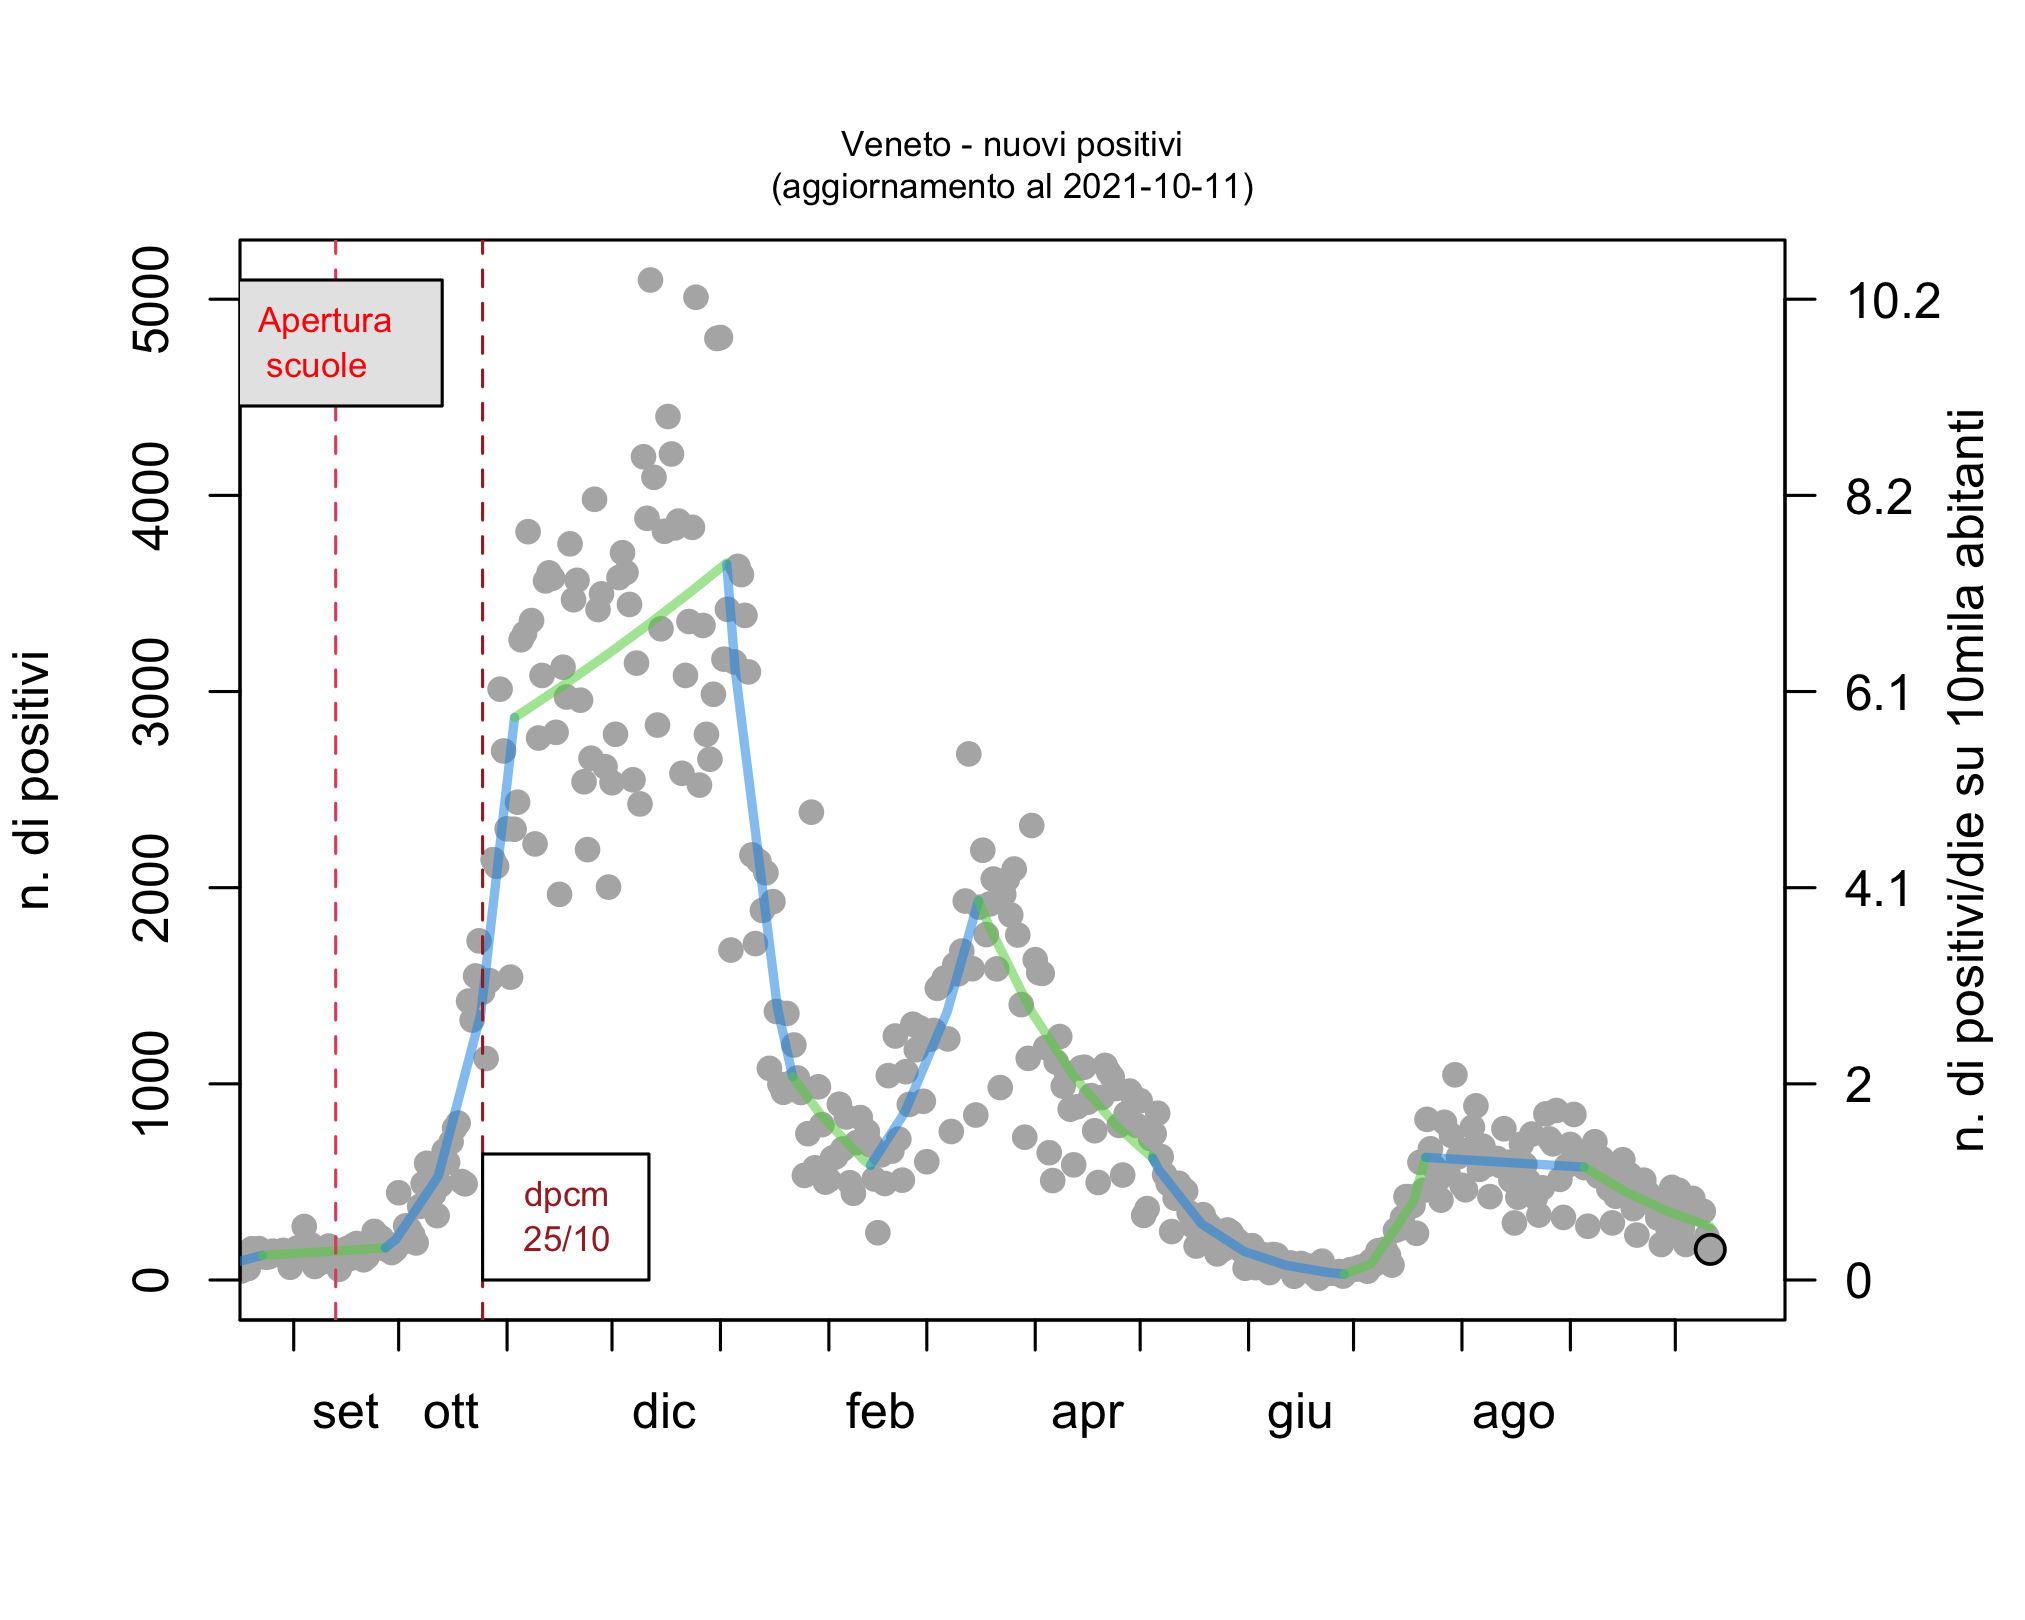 Veneto - nuovi positivi
(aggiornamento al 2021-10-11)
n. di positivi
5000
4000
3000
2000
1000
0
Apertura
scuole
dpcm
25/10
10.2
8.2
6.1
4.1
2
0
n. di positivi/die su 10mila abitanti
set ott dic feb apr giu ago